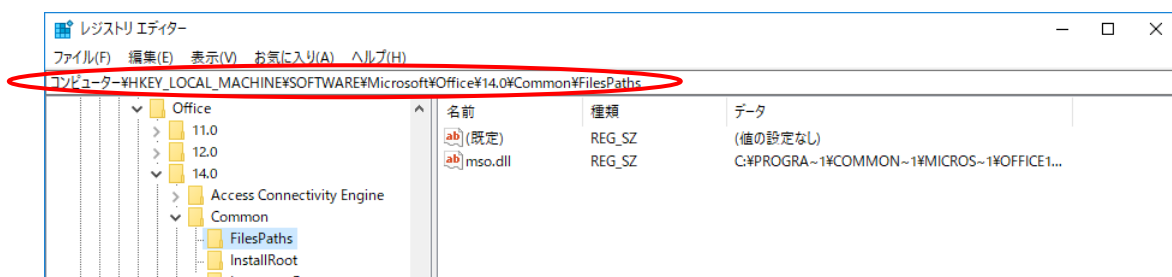 レジストリ エディター
ファイル(F) 編集(E) 表示(V) お気に入り(A) ヘルプ(H)
コンピューター¥HKEY_LOCAL_MACHINE¥SOFTWARE¥Microsoft¥Office¥14.0¥Common¥FilesPaths
Office
11.0
12.0
14.0
Access Connectivity Engine
Common
FilesPaths
InstallRoot
名前 種類 データ
ab (既定) REG_SZ (値の設定なし)
ab mso.dll REG_SZ C:¥PROGRA~1¥COMMON~1¥MICROS~1¥OFFICE1...